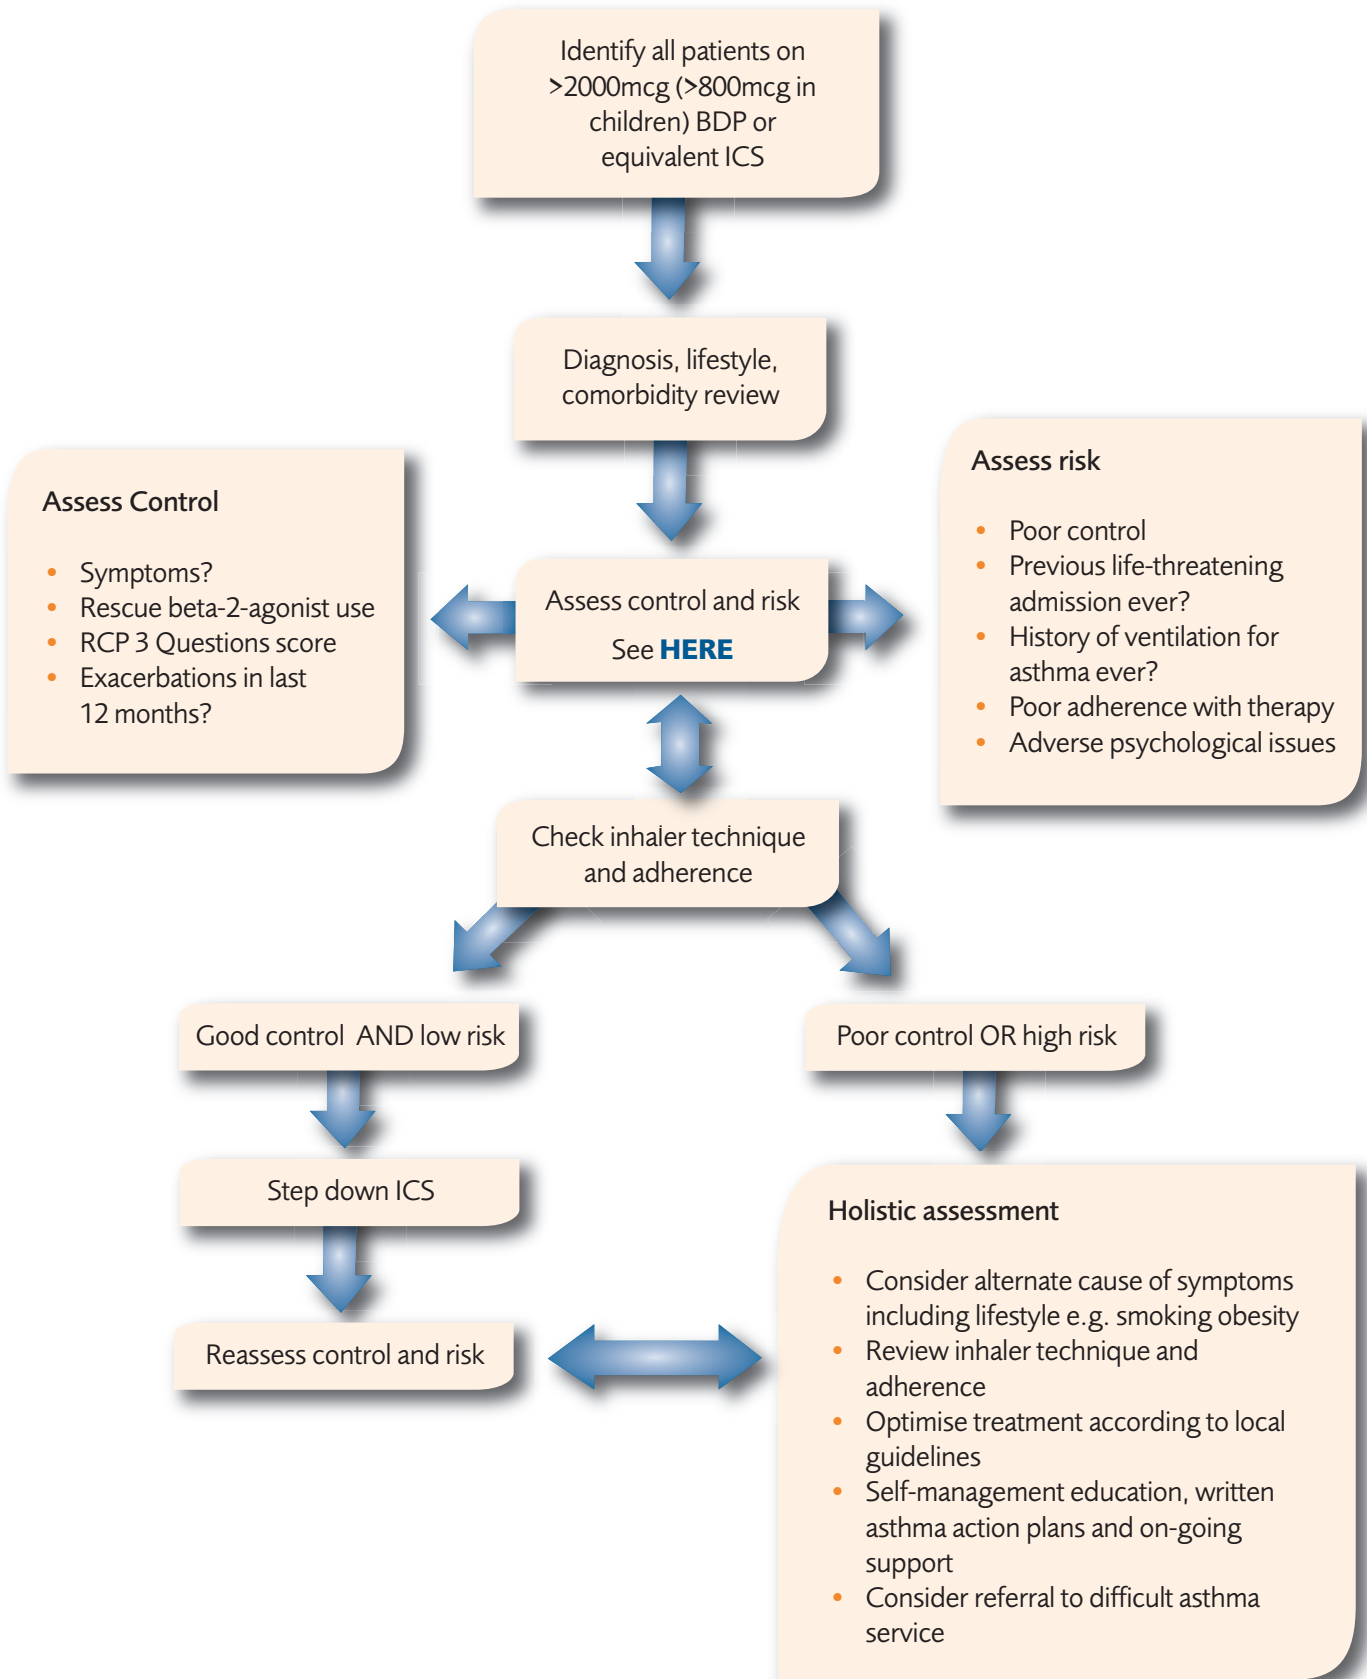 Identify all patients on
>2000mcg (>800mcg in
children) BDP or
equivalent ICS
Diagnosis, lifestyle,
comorbidity review
Assess Control
• Symptoms?
• Rescue beta-2-agonist use
• RCP 3 Questions score
• Exacerbations in last
12 months?
Assess control and risk
See HERE
Assess risk
• Poor control
• Previous life-threatening
admission ever?
• History of ventilation for
asthma ever?
• Poor adherence with therapy
• Adverse psychological issues
Check inhaler technique
and adherence
Good control AND low risk
Poor control OR high risk
Step down ICS
Reassess control and risk
Holistic assessment
• Consider alternate cause of symptoms
including lifestyle e.g. smoking obesity
• Review inhaler technique and
adherence
• Optimise treatment according to local
guidelines
• Self-management education, written
asthma action plans and on-going
support
• Consider referral to difficult asthma
service